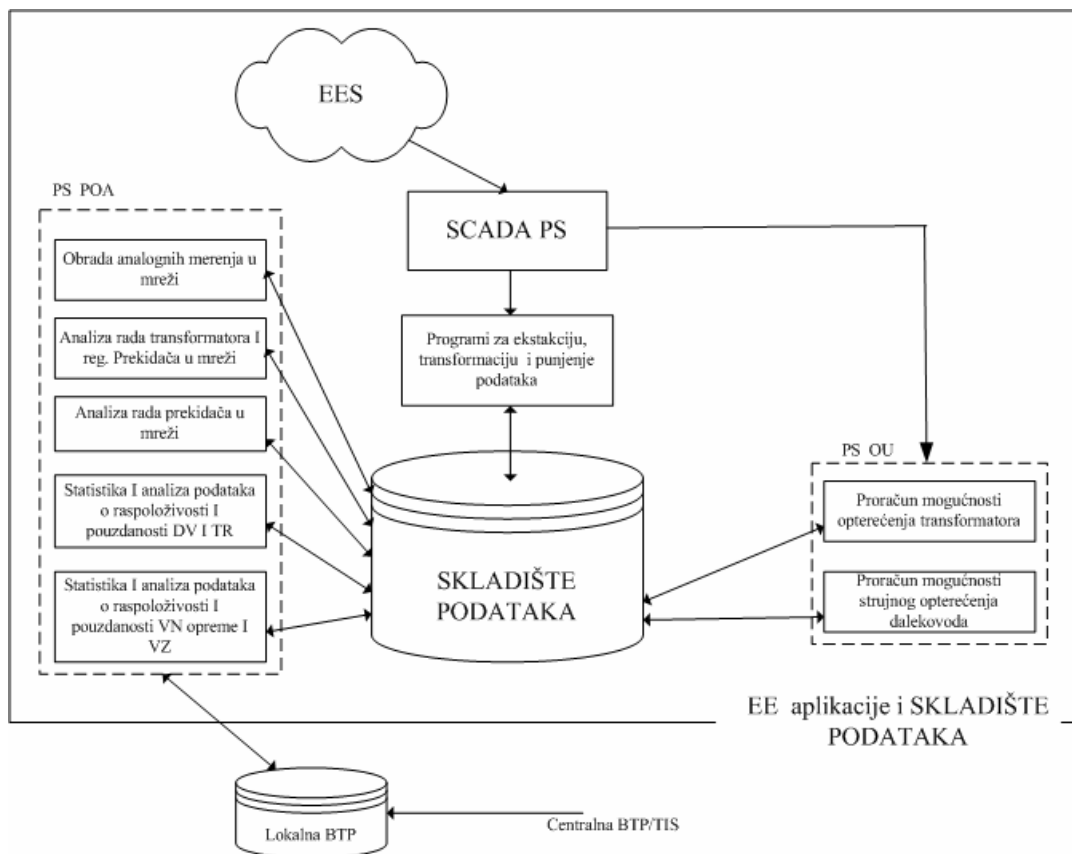 EES
PS POA
SCADA PS
Obrada analognih merenja u
mreži
Analiza rada transformatora I
reg. Prekidača u mreži
Programi za ekstakciju,
transformaciju i punjenje
podataka
Analiza rada prekidača u
mreži
PS OU
Statistika I analiza podataka
o raspoloživosti I
pouzdanosti DV I TR
Proračun mogućnosti
opterećenja transformatora
SKLADIŠTE
PODATAKA
Statistika I analiza podataka
o raspoloživosti I
pouzdanosti VN opreme I
VZ
Proračun mogućnosti
strujnog opterećenja
dalekovoda
EE aplikacije i SKLADIŠTE
PODATAKA
Lokalna BTP
Centralna BTP/TIS